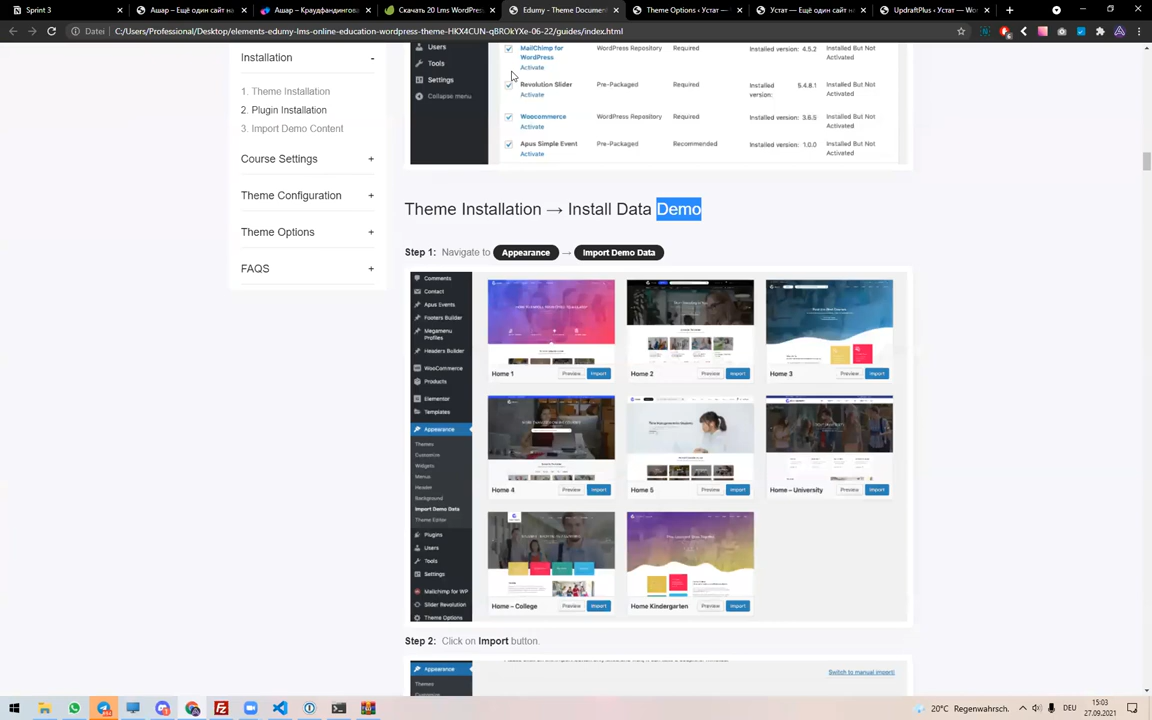 Sprint 3
Ашар – Ещё один сайт на
Ашар – Краудфандингова
Скачать 20 Lms WordPres
Edumy - Theme Documen
Theme Options ‹ Устат — W
Устат – Ещё один сайт на
UpdraftPlus ‹ Устат — Wor
Datei
C:/Users/Professional/Desktop/elements-edumy-lms-online-education-wordpress-theme-HKX4CUN-qBROkYXe-06-22/guides/index.html
Installation -
1. Theme Installation
2. Plugin Installation
3. Import Demo Content
Course Settings +
Theme Configuration +
Theme Options +
FAQS +
Users
Tools
Settings
Collapse menu
MailChimp for WordPress Repository Required Installed version: 4.5.2 Installed But Not
WordPress Activated
Activate
Revolution Slider Pre-Packaged Required Installed 5.4.8.1 Installed But Not
Activate version: Activated
Woocommerce WordPress Repository Required Installed version: 3.6.5 Installed But Not
Activate Activated
Apus Simple Event Pre-Packaged Recommended Installed version: 1.0.0 Installed But Not
Activate Activated
Theme Installation → Install Data Demo
Step 1: Navigate to Appearance → Import Demo Data
Comments
Contact
Apus Events
Footers Builder
Megamenu
Profiles
Headers Builder
WooCommerce
Products
Elementor
Templates
Appearance
Themes
Customize
Widgets
Menus
Header
Background
Import Demo Data
Theme Editor
Plugins
Users
Tools
Settings
Mailchimp for WP
Slider Revolution
Theme Options
Home 1 Preview Import
Home 2 Preview Import
Home 3 Preview Import
Home 4 Preview Import
Home 5 Preview Import
Home – University Preview Import
Home – College Preview Import
Home Kindergarten Preview Import
Step 2: Click on Import button.
Appearance
Themes
Switch to manual import!
20°C Regenwahrsch.
DEU
15:03
27.09.2021